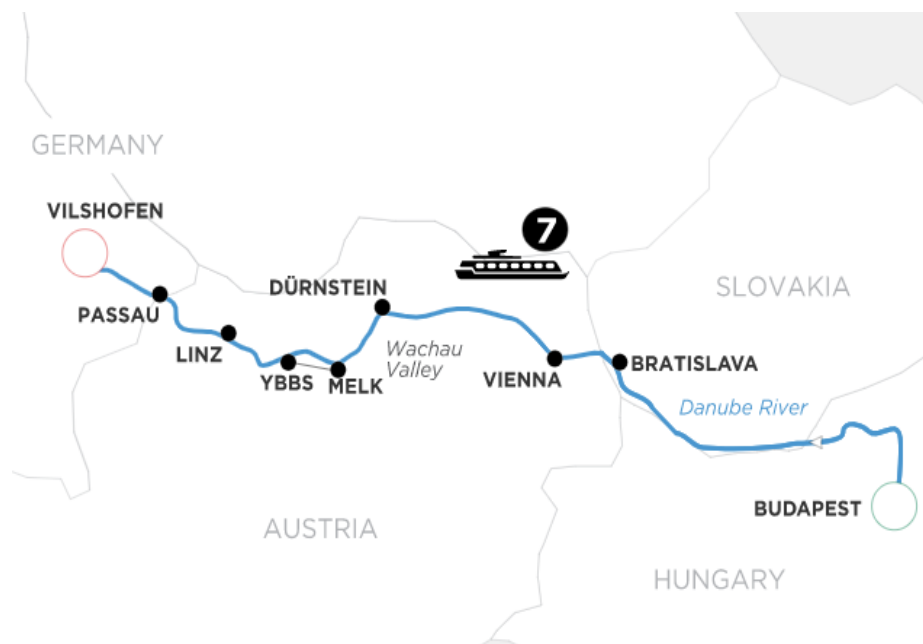 GERMANY
VILSHOFEN
7
DÜRNSTEIN
SLOVAKIA
PASSAU
LINZ
Wachau
Valley
YBBS
MELK
VIENNA
BRATISLAVA
Danube River
BUDAPEST
AUSTRIA
HUNGARY